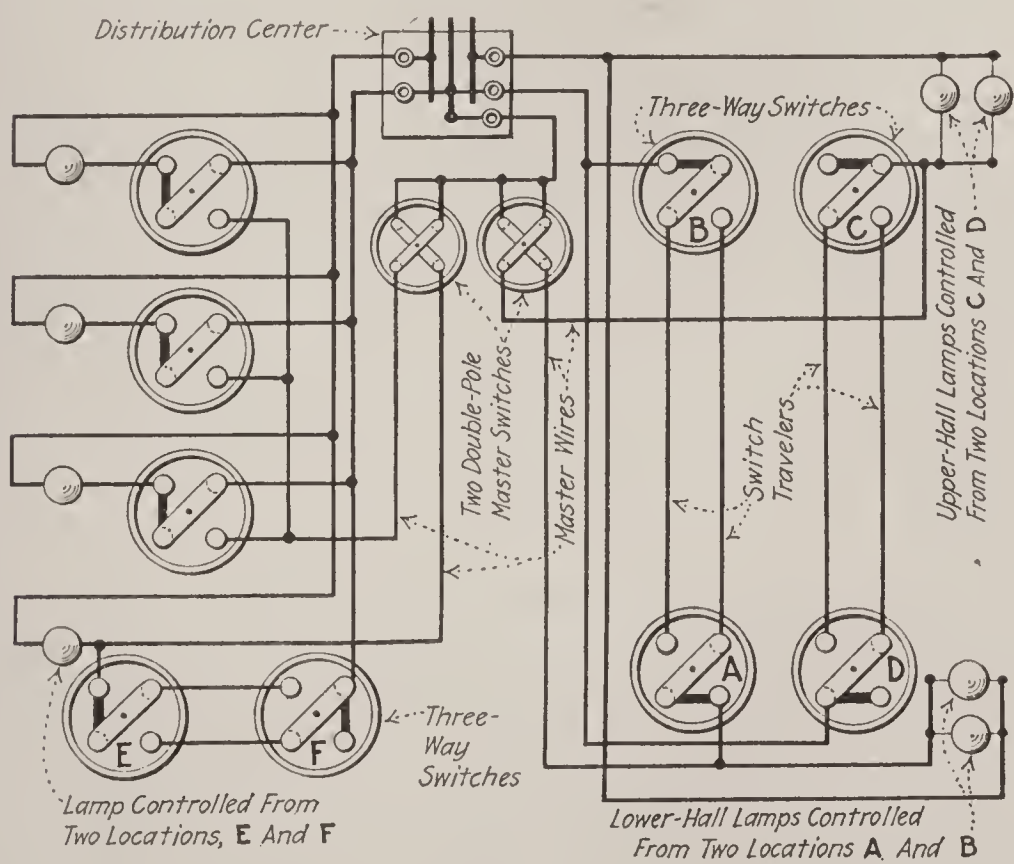 Distribution Center
Three-Way Switches
B
C
Upper-Hall Lamps Controlled
From Two Locations C And D
Two Double-Pole
Master Switches
Master Wires
Switch
Travelers
A
D
E
F
Three-
Way
Switches
Lamp Controlled From
Two Locations, E And F
Lower-Hall Lamps Controlled
From Two Locations A And B